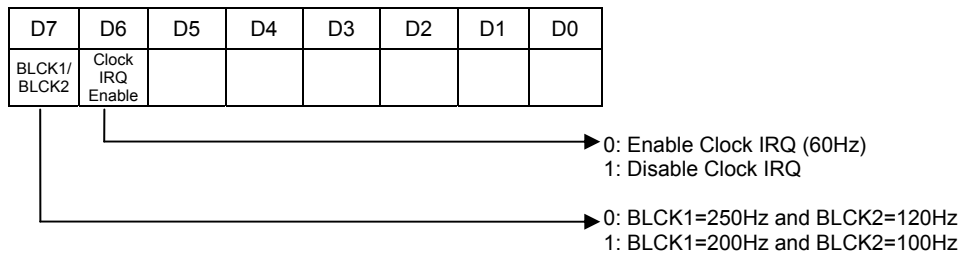 D7 D6 D5 D4 D3 D2 D1 D0
BLCK1/
BLCK2
Clock
IRQ
Enable
0: Enable Clock IRQ (60Hz)
1: Disable Clock IRQ
0: BLCK1=250Hz and BLCK2=120Hz
1: BLCK1=200Hz and BLCK2=100Hz